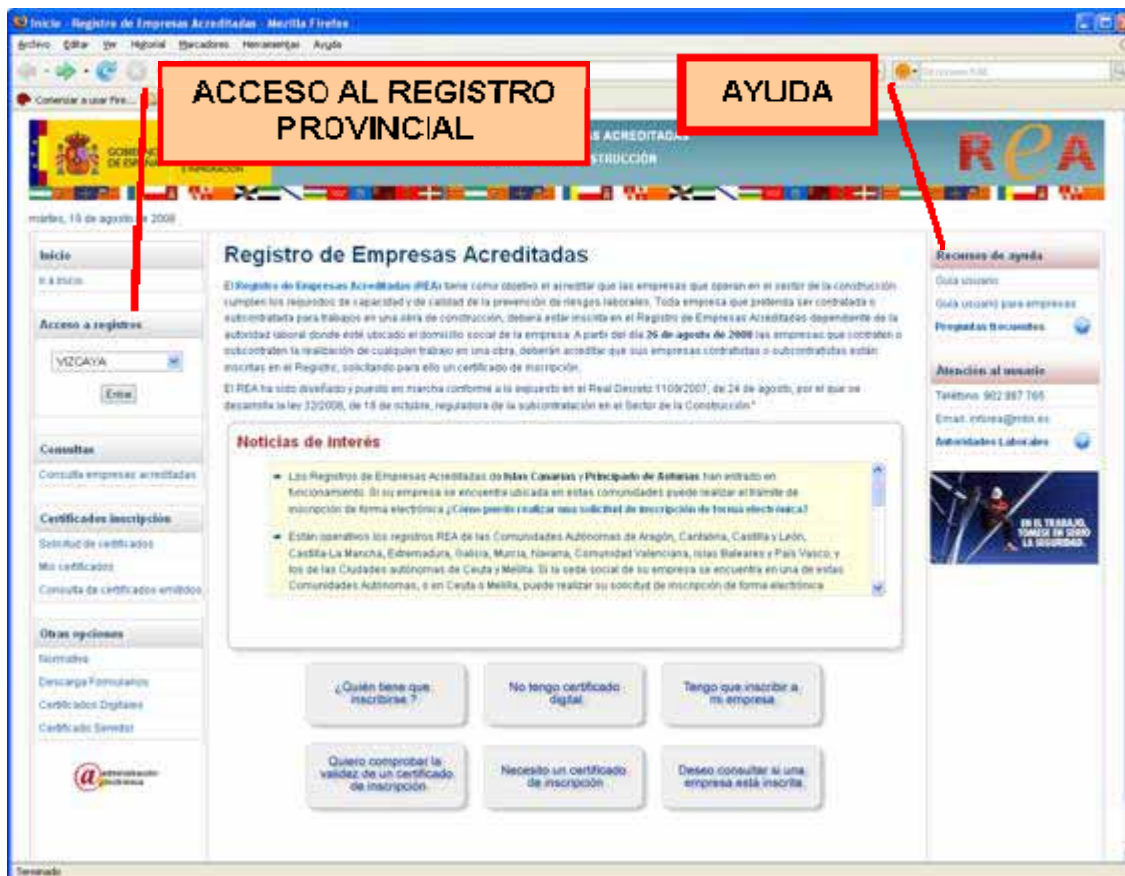 Inicio - Registro de Empresas Acreditadas - Mozilla Firefox
Archivo Editar Ver Historial Marcadores Herramientas Ayuda
Comenzar a usar Fire...
ACCESO AL REGISTRO
PROVINCIAL
AYUDA
GOBIERNO
DE ESPAÑA
AS ACREDITADAS
STRUCCIÓN
REA
martes, 19 de agosto de 2008
Inicio
Ir a Inicio
Acceso a registros
VIZCAYA
Entrar
Consultas
Consulta empresas acreditadas
Certificados inscripción
Solicitud de certificados
Mis certificados
Consulta de certificados emitidos
Otras opciones
Normativa
Descarga Formularios
Certificados Digitales
Certificado Servidor
administración
electrónica
Registro de Empresas Acreditadas
El Registro de Empresas Acreditadas (REA) tiene como objetivo el acreditar que las empresas que operan en el sector de la construcción
cumplen los requisitos de capacidad y de calidad de la prevención de riesgos laborales. Toda empresa que pretenda ser contratada o
subcontratada para trabajos en una obra de construcción, deberá estar inscrita en el Registro de Empresas Acreditadas dependiente de la
autoridad laboral donde esté ubicado el domicilio social de la empresa. A partir del día 26 de agosto de 2008 las empresas que contraten o
subcontraten la realización de cualquier trabajo en una obra, deberán acreditar que sus empresas contratistas o subcontratistas están
inscritas en el Registro, solicitando para ello un certificado de inscripción.
El REA ha sido diseñado y puesto en marcha conforme a lo expuesto en el Real Decreto 1109/2007, de 24 de agosto, por el que se
desarrolla la ley 32/2006, de 18 de octubre, reguladora de la subcontratación en el Sector de la Construcción."
Noticias de interés
Los Registros de Empresas Acreditadas de Islas Canarias y Principado de Asturias han entrado en
funcionamiento. Si su empresa se encuentra ubicada en estas comunidades puede realizar el trámite de
inscripción de forma electrónica ¿Cómo puedo realizar una solicitud de inscripción de forma electrónica?
Están operativos los registros REA de las Comunidades Autónomas de Aragón, Cantabria, Castilla y León,
Castilla-La Mancha, Extremadura, Galicia, Murcia, Navarra, Comunidad Valenciana, Islas Baleares y País Vasco, y
los de las Ciudades autónomas de Ceuta y Melilla. Si la sede social de su empresa se encuentra en una de estas
Comunidades Autónomas, o en Ceuta o Melilla, puede realizar su solicitud de inscripción de forma electrónica
¿Quién tiene que
inscribirse ?
No tengo certificado
digital
Tengo que inscribir a
mi empresa
Quiero comprobar la
validez de un certificado
de inscripción
Necesito un certificado
de inscripción
Deseo consultar si una
empresa está inscrita
Recursos de ayuda
Guía usuario
Guía usuario para empresas
Preguntas frecuentes
Atención al usuario
Teléfono: 902 887 765
Email: inforea@mtin.es
Autoridades Laborales
EN EL TRABAJO,
TÓMESE EN SERIO
LA SEGURIDAD.
Terminado